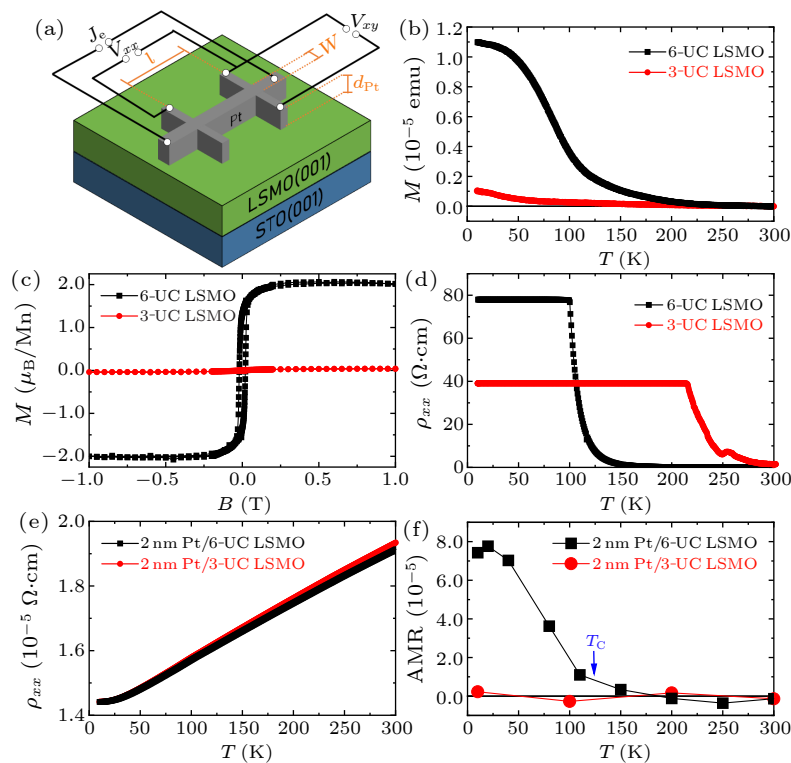 (a)
J_e
V_xx
V_xy
l
W
d_Pt
Pt
LSMO(001)
STO(001)
(b)
6-UC LSMO
3-UC LSMO
M (10⁻⁵ emu)
1.2
1.0
0.8
0.6
0.4
0.2
0.0
0 50 100 150 200 250 300
T (K)
(c)
6-UC LSMO
3-UC LSMO
M (μ_B/Mn)
2.0
1.0
0.0
−1.0
−2.0
−1.0 −0.5 0.0 0.5 1.0
B (T)
(d)
6-UC LSMO
3-UC LSMO
ρ_xx (Ω·cm)
80
60
40
20
0
0 50 100 150 200 250 300
T (K)
(e)
2 nm Pt/6-UC LSMO
2 nm Pt/3-UC LSMO
ρ_xx (10⁻⁵ Ω·cm)
2.0
1.8
1.6
1.4
0 50 100 150 200 250 300
T (K)
(f)
2 nm Pt/6-UC LSMO
2 nm Pt/3-UC LSMO
T_C
AMR (10⁻⁵)
8.0
6.0
4.0
2.0
0.0
0 50 100 150 200 250 300
T (K)